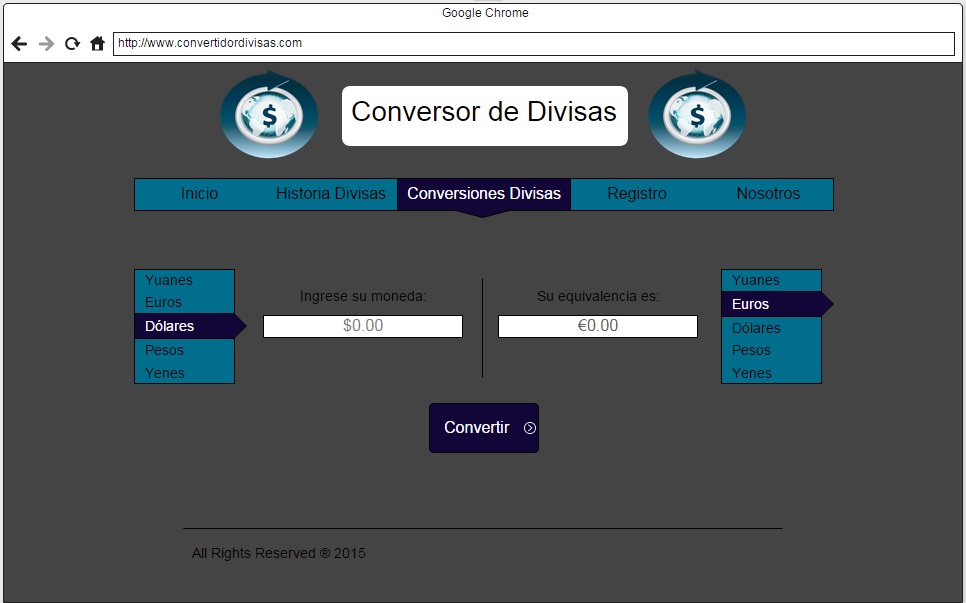 Google Chrome
http://www.convertidordivisas.com
$ Conversor de Divisas $
Inicio Historia Divisas Conversiones Divisas Registro Nosotros
Yuanes
Euros
Dólares
Pesos
Yenes
Ingrese su moneda:
$0.00
Su equivalencia es:
€0.00
Yuanes
Euros
Dólares
Pesos
Yenes
Convertir
All Rights Reserved ® 2015